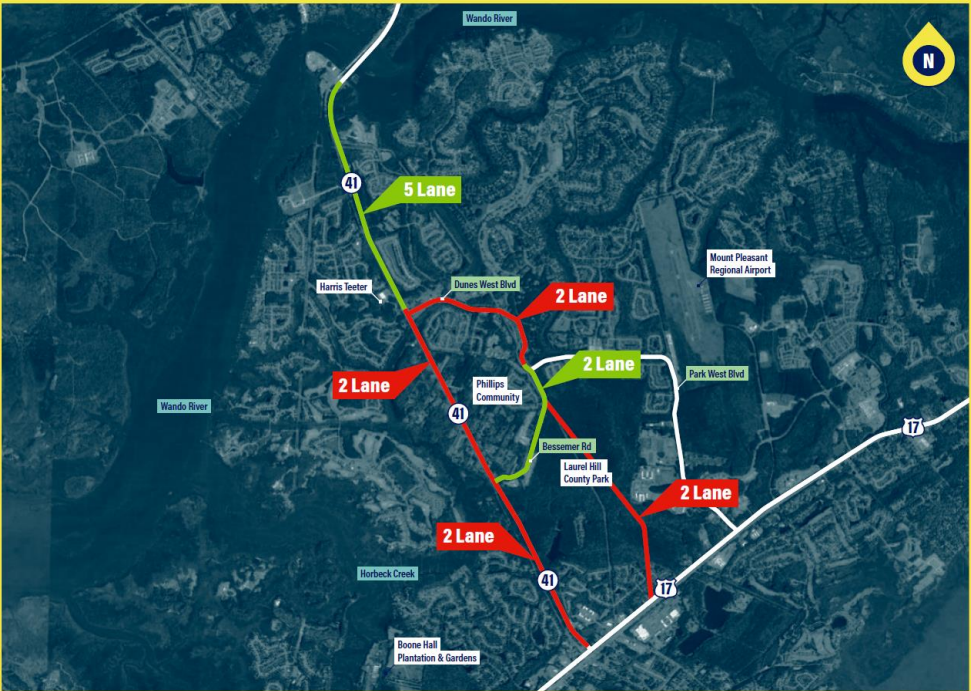 Wando River
N
41
5 Lane
Mount Pleasant
Regional Airport
Harris Teeter
Dunes West Blvd
2 Lane
2 Lane
2 Lane
Phillips
Community
Park West Blvd
Wando River
41
17
Bessemer Rd
Laurel Hill
County Park
2 Lane
2 Lane
Horbeck Creek
41
17
Boone Hall
Plantation & Gardens